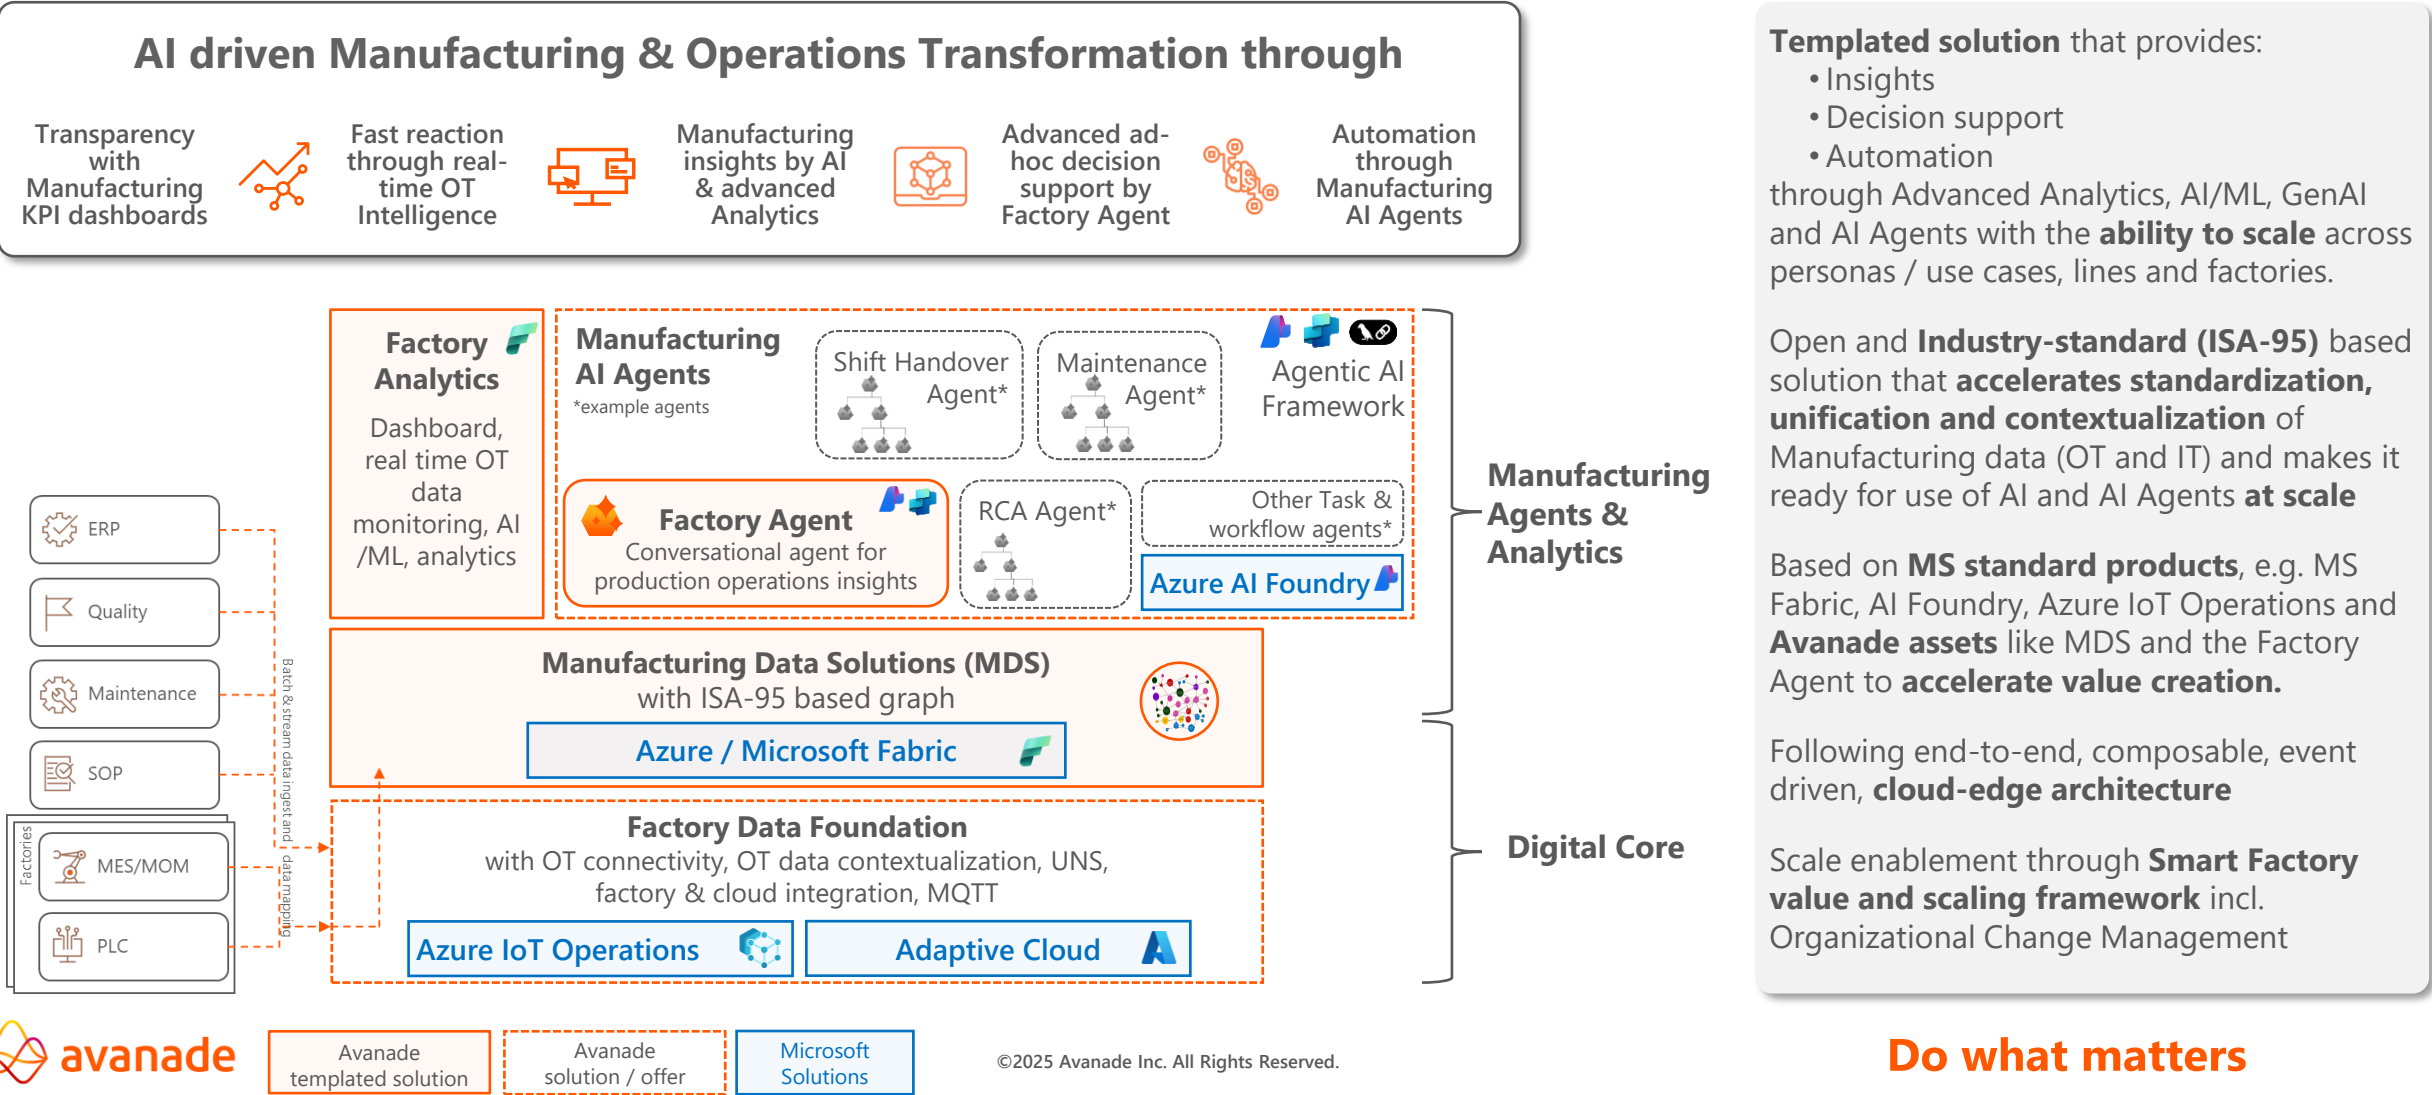 AI driven Manufacturing & Operations Transformation through
Transparency
with
Manufacturing
KPI dashboards
Fast reaction
through real-
time OT
Intelligence
Manufacturing
insights by AI
& advanced
Analytics
Advanced ad-
hoc decision
support by
Factory Agent
Automation
through
Manufacturing
AI Agents
Factory
Analytics
Dashboard,
real time OT
data
monitoring, AI
/ML, analytics
Manufacturing
AI Agents
*example agents
Shift Handover
Agent*
Maintenance
Agent*
Agentic AI
Framework
Factory Agent
Conversational agent for
production operations insights
RCA Agent*
Other Task &
workflow agents*
Azure AI Foundry
Manufacturing
Agents &
Analytics
ERP
Quality
Maintenance
SOP
Factories
MES/MOM
PLC
Batch & stream data ingest and data mapping
Manufacturing Data Solutions (MDS)
with ISA-95 based graph
Azure / Microsoft Fabric
Factory Data Foundation
with OT connectivity, OT data contextualization, UNS,
factory & cloud integration, MQTT
Azure IoT Operations
Adaptive Cloud
Digital Core
avanade
Avanade
templated solution
Avanade
solution / offer
Microsoft
Solutions
©2025 Avanade Inc. All Rights Reserved.
Templated solution that provides:
• Insights
• Decision support
• Automation
through Advanced Analytics, AI/ML, GenAI
and AI Agents with the ability to scale across
personas / use cases, lines and factories.
Open and Industry-standard (ISA-95) based
solution that accelerates standardization,
unification and contextualization of
Manufacturing data (OT and IT) and makes it
ready for use of AI and AI Agents at scale
Based on MS standard products, e.g. MS
Fabric, AI Foundry, Azure IoT Operations and
Avanade assets like MDS and the Factory
Agent to accelerate value creation.
Following end-to-end, composable, event
driven, cloud-edge architecture
Scale enablement through Smart Factory
value and scaling framework incl.
Organizational Change Management
Do what matters